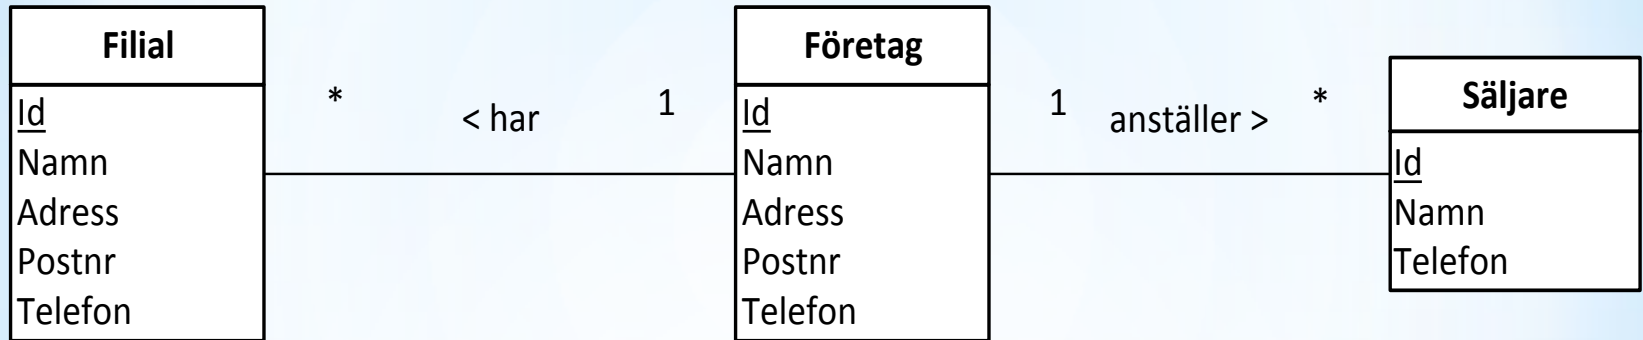 Filial
Id
Namn
Adress
Postnr
Telefon
* < har 1
Företag
Id
Namn
Adress
Postnr
Telefon
1 anställer > *
Säljare
Id
Namn
Telefon